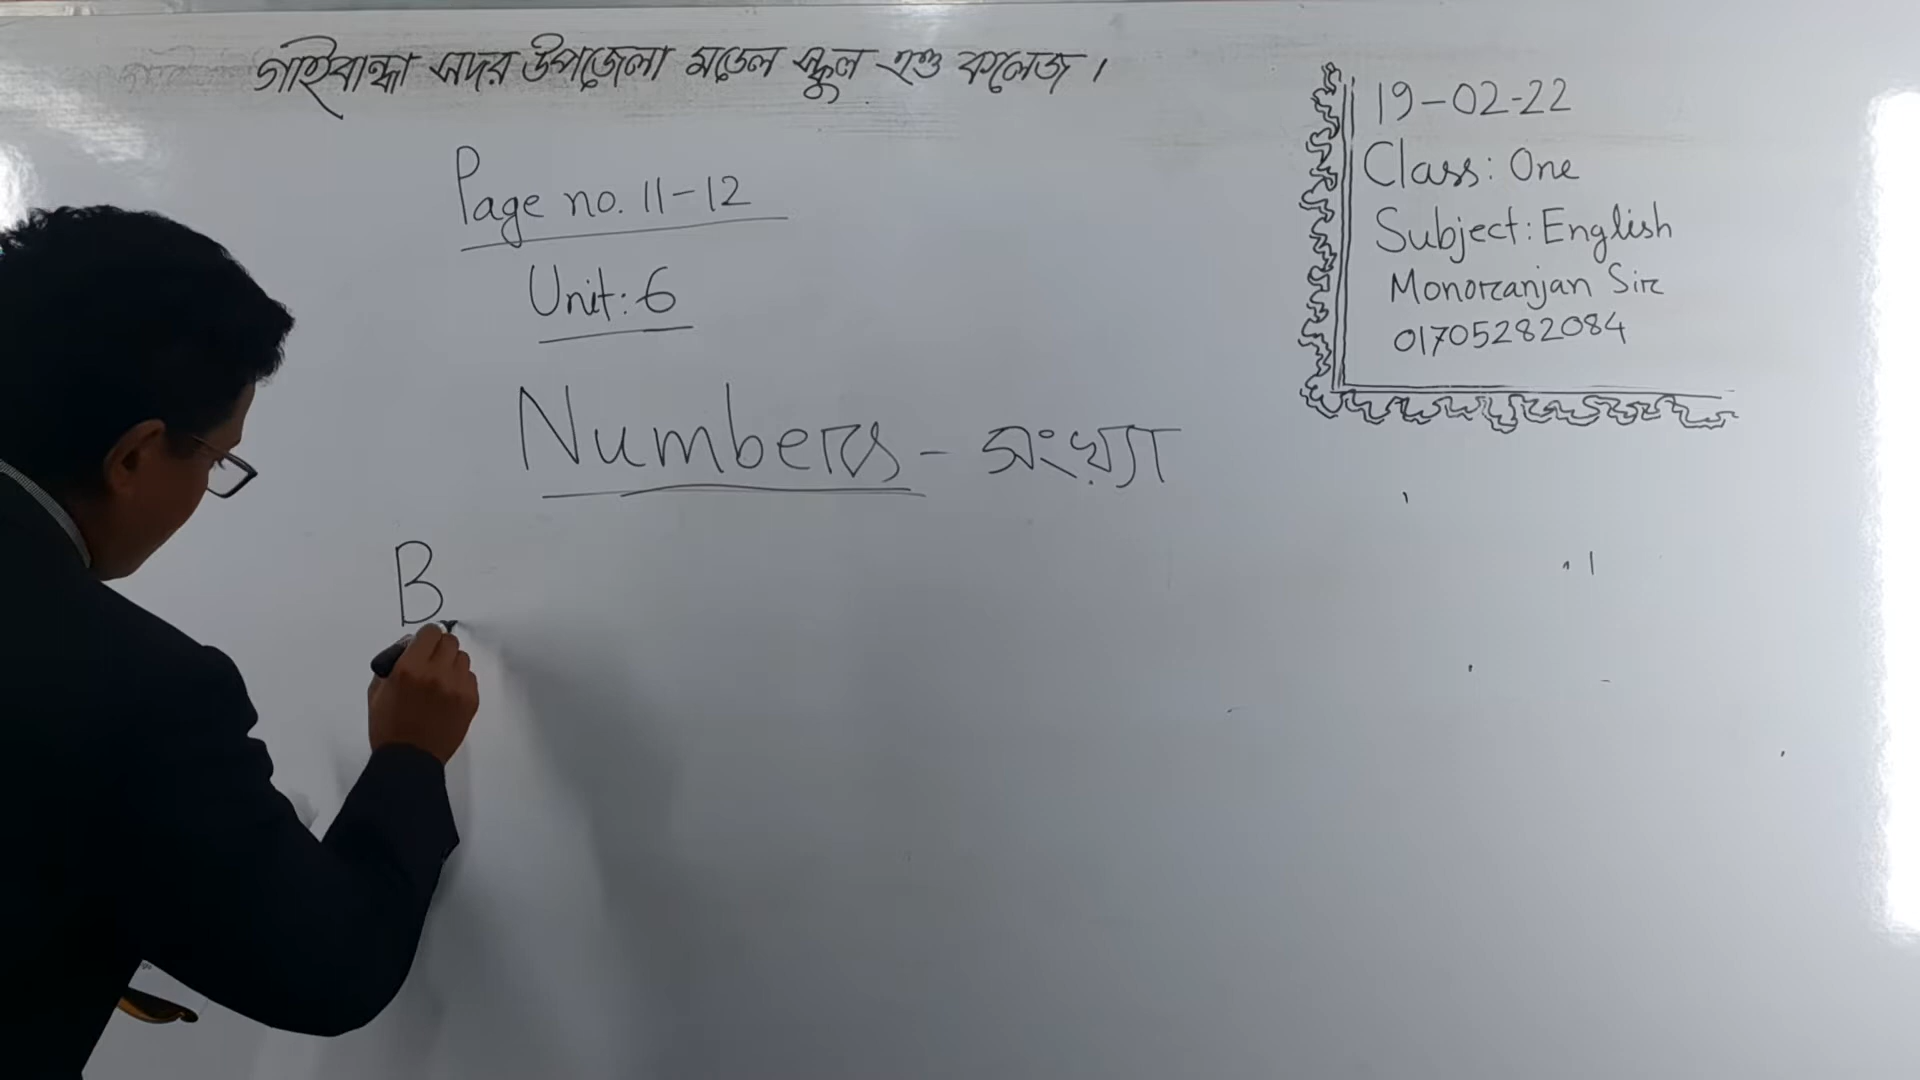 গাইবান্ধা সদর উপজেলা মডেল স্কুল এণ্ড কলেজ।
Page no. 11-12
Unit: 6
Numbers - সংখ্যা
B.
19-02-22
Class: One
Subject: English
Monoranjan Sir
01705282084